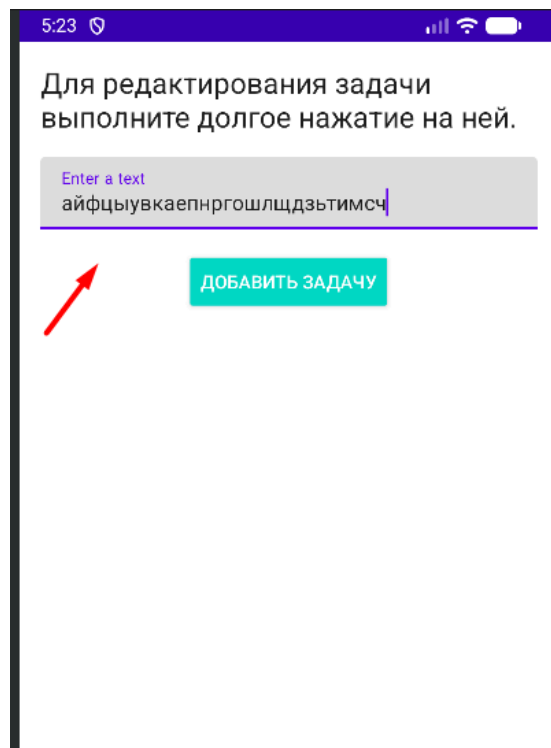 5:23
Для редактирования задачи
выполните долгое нажатие на ней.
Enter a text
айфцыувкаепнргошлщдзьтимсч
ДОБАВИТЬ ЗАДАЧУ